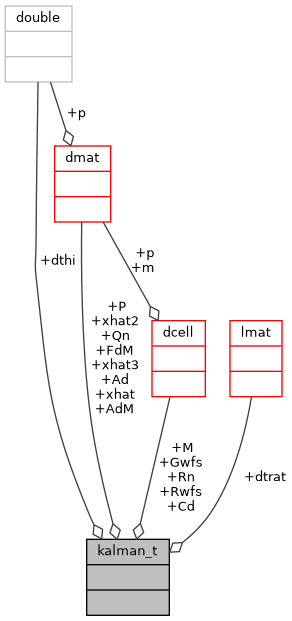 double
+p
dmat
+dthi
+p
+m
+P
+xhat2
+Qn
+FdM
+xhat3
+Ad
+xhat
+AdM
dcell
lmat
+M
+Gwfs
+Rn
+Rwfs
+Cd
+dtrat
kalman_t